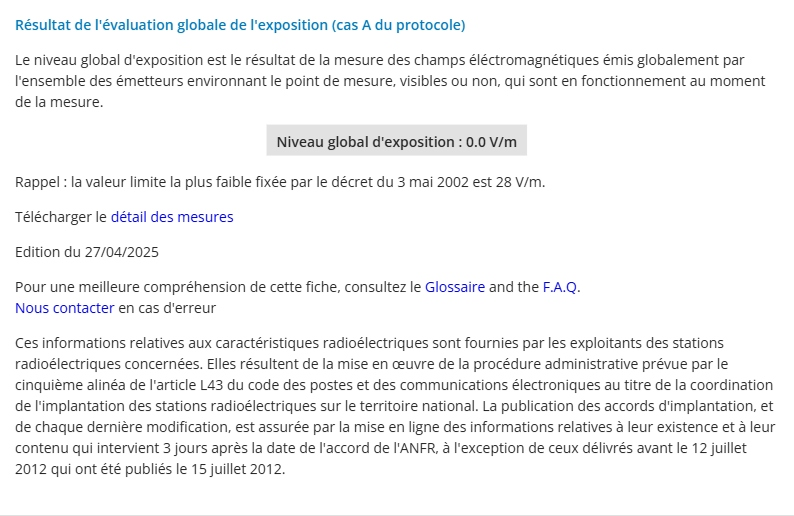 Résultat de l'évaluation globale de l'exposition (cas A du protocole)
Le niveau global d'exposition est le résultat de la mesure des champs éléctromagnétiques émis globalement par
l'ensemble des émetteurs environnant le point de mesure, visibles ou non, qui sont en fonctionnement au moment
de la mesure.
Niveau global d'exposition : 0.0 V/m
Rappel : la valeur limite la plus faible fixée par le décret du 3 mai 2002 est 28 V/m.
Télécharger le détail des mesures
Edition du 27/04/2025
Pour une meilleure compréhension de cette fiche, consultez le Glossaire and the F.A.Q.
Nous contacter en cas d'erreur
Ces informations relatives aux caractéristiques radioélectriques sont fournies par les exploitants des stations
radioélectriques concernées. Elles résultent de la mise en œuvre de la procédure administrative prévue par le
cinquième alinéa de l'article L43 du code des postes et des communications électroniques au titre de la coordination
de l'implantation des stations radioélectriques sur le territoire national. La publication des accords d'implantation, et
de chaque dernière modification, est assurée par la mise en ligne des informations relatives à leur existence et à leur
contenu qui intervient 3 jours après la date de l'accord de l'ANFR, à l'exception de ceux délivrés avant le 12 juillet
2012 qui ont été publiés le 15 juillet 2012.